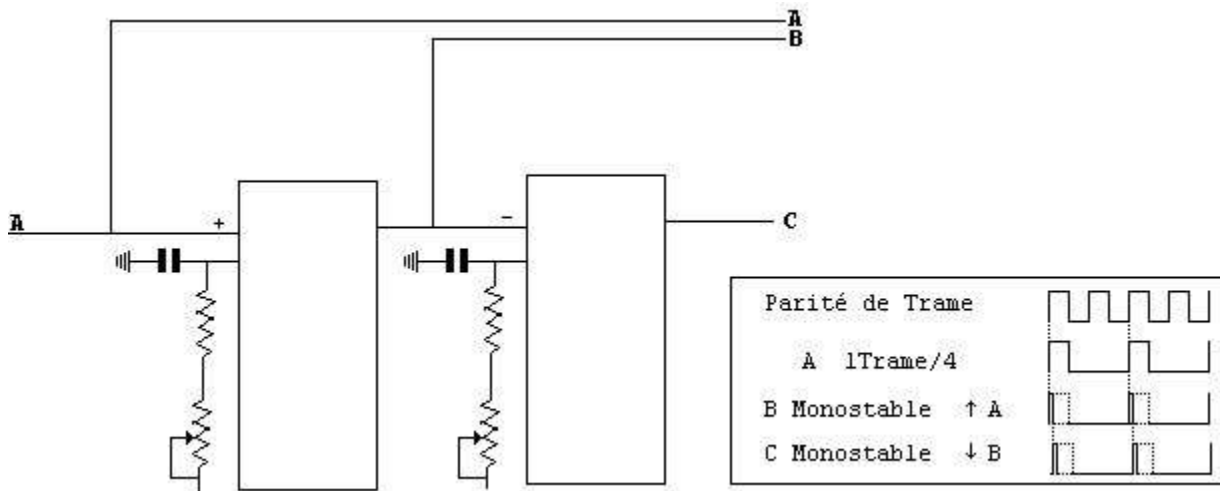 A
B
A
+
-
C
Parité de Trame
A 1Trame/4
B Monostable ↑ A
C Monostable ↓ B